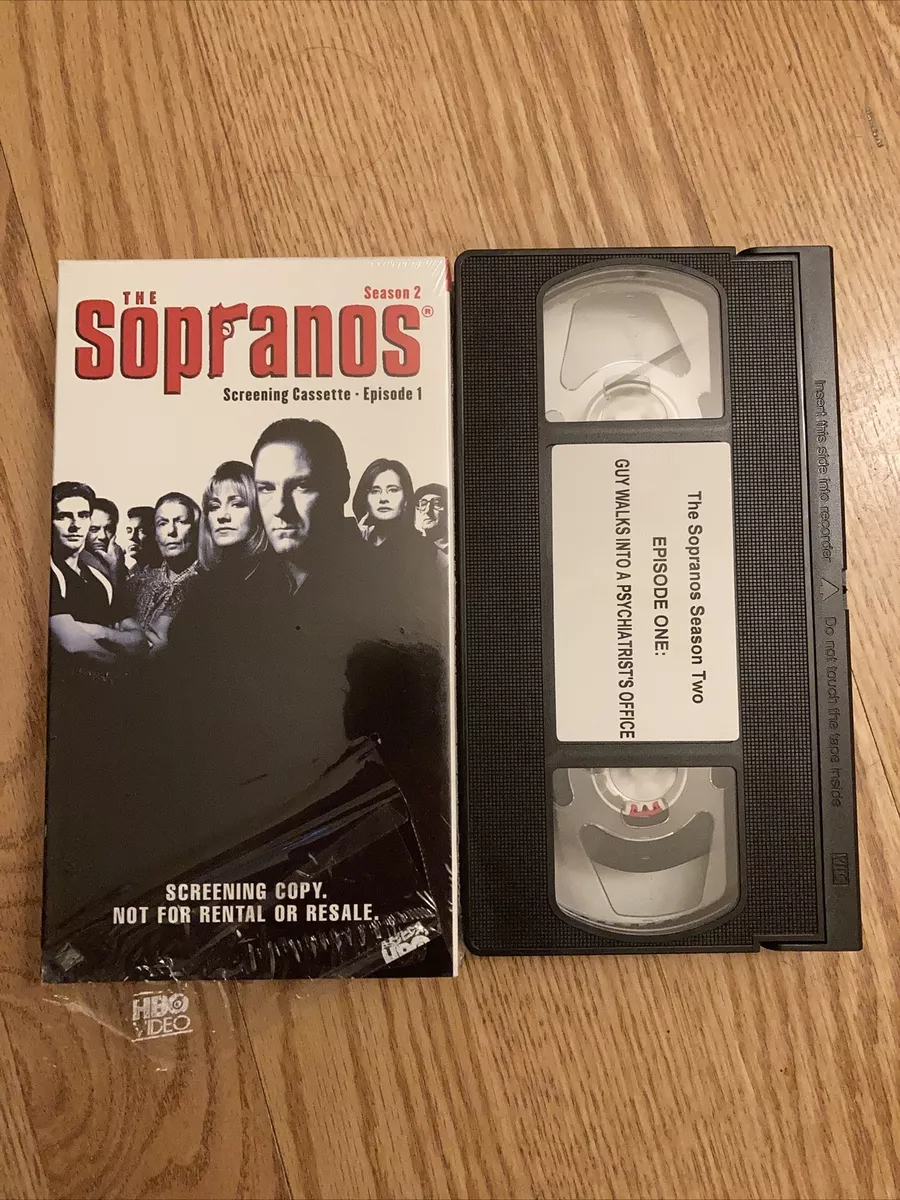 THE
Season 2
Sopranos®
Screening Cassette · Episode 1
SCREENING COPY.
NOT FOR RENTAL OR RESALE.
HBO
HBO
VIDEO
The Sopranos Season Two
EPISODE ONE:
GUY WALKS INTO A PSYCHIATRIST'S OFFICE
Insert this side into recorder △ Do not touch the tape inside